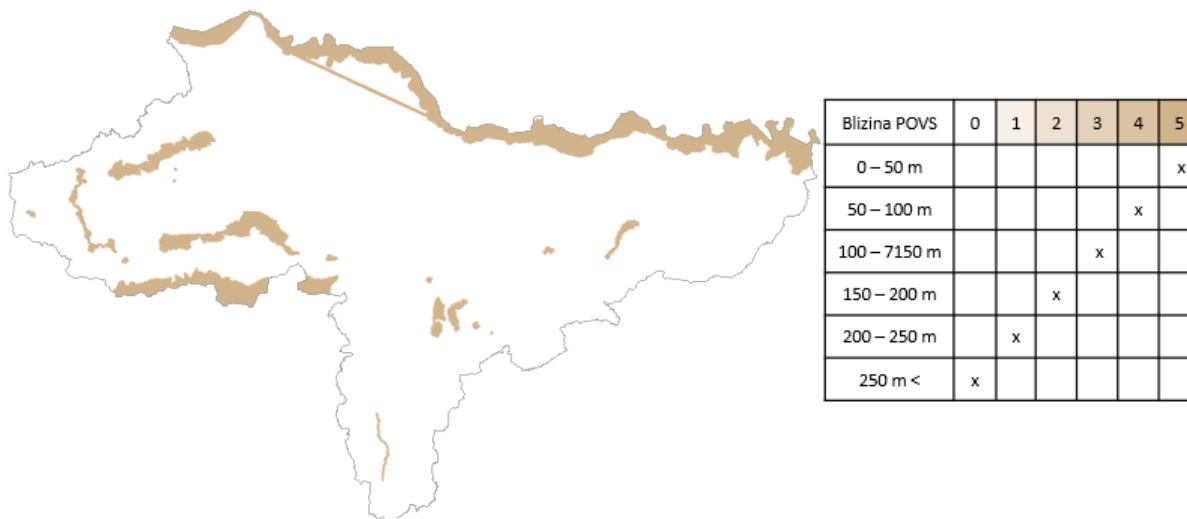 Blizina POVS 0 1 2 3 4 5
0 – 50 m x
50 – 100 m x
100 – 7150 m x
150 – 200 m x
200 – 250 m x
250 m < x